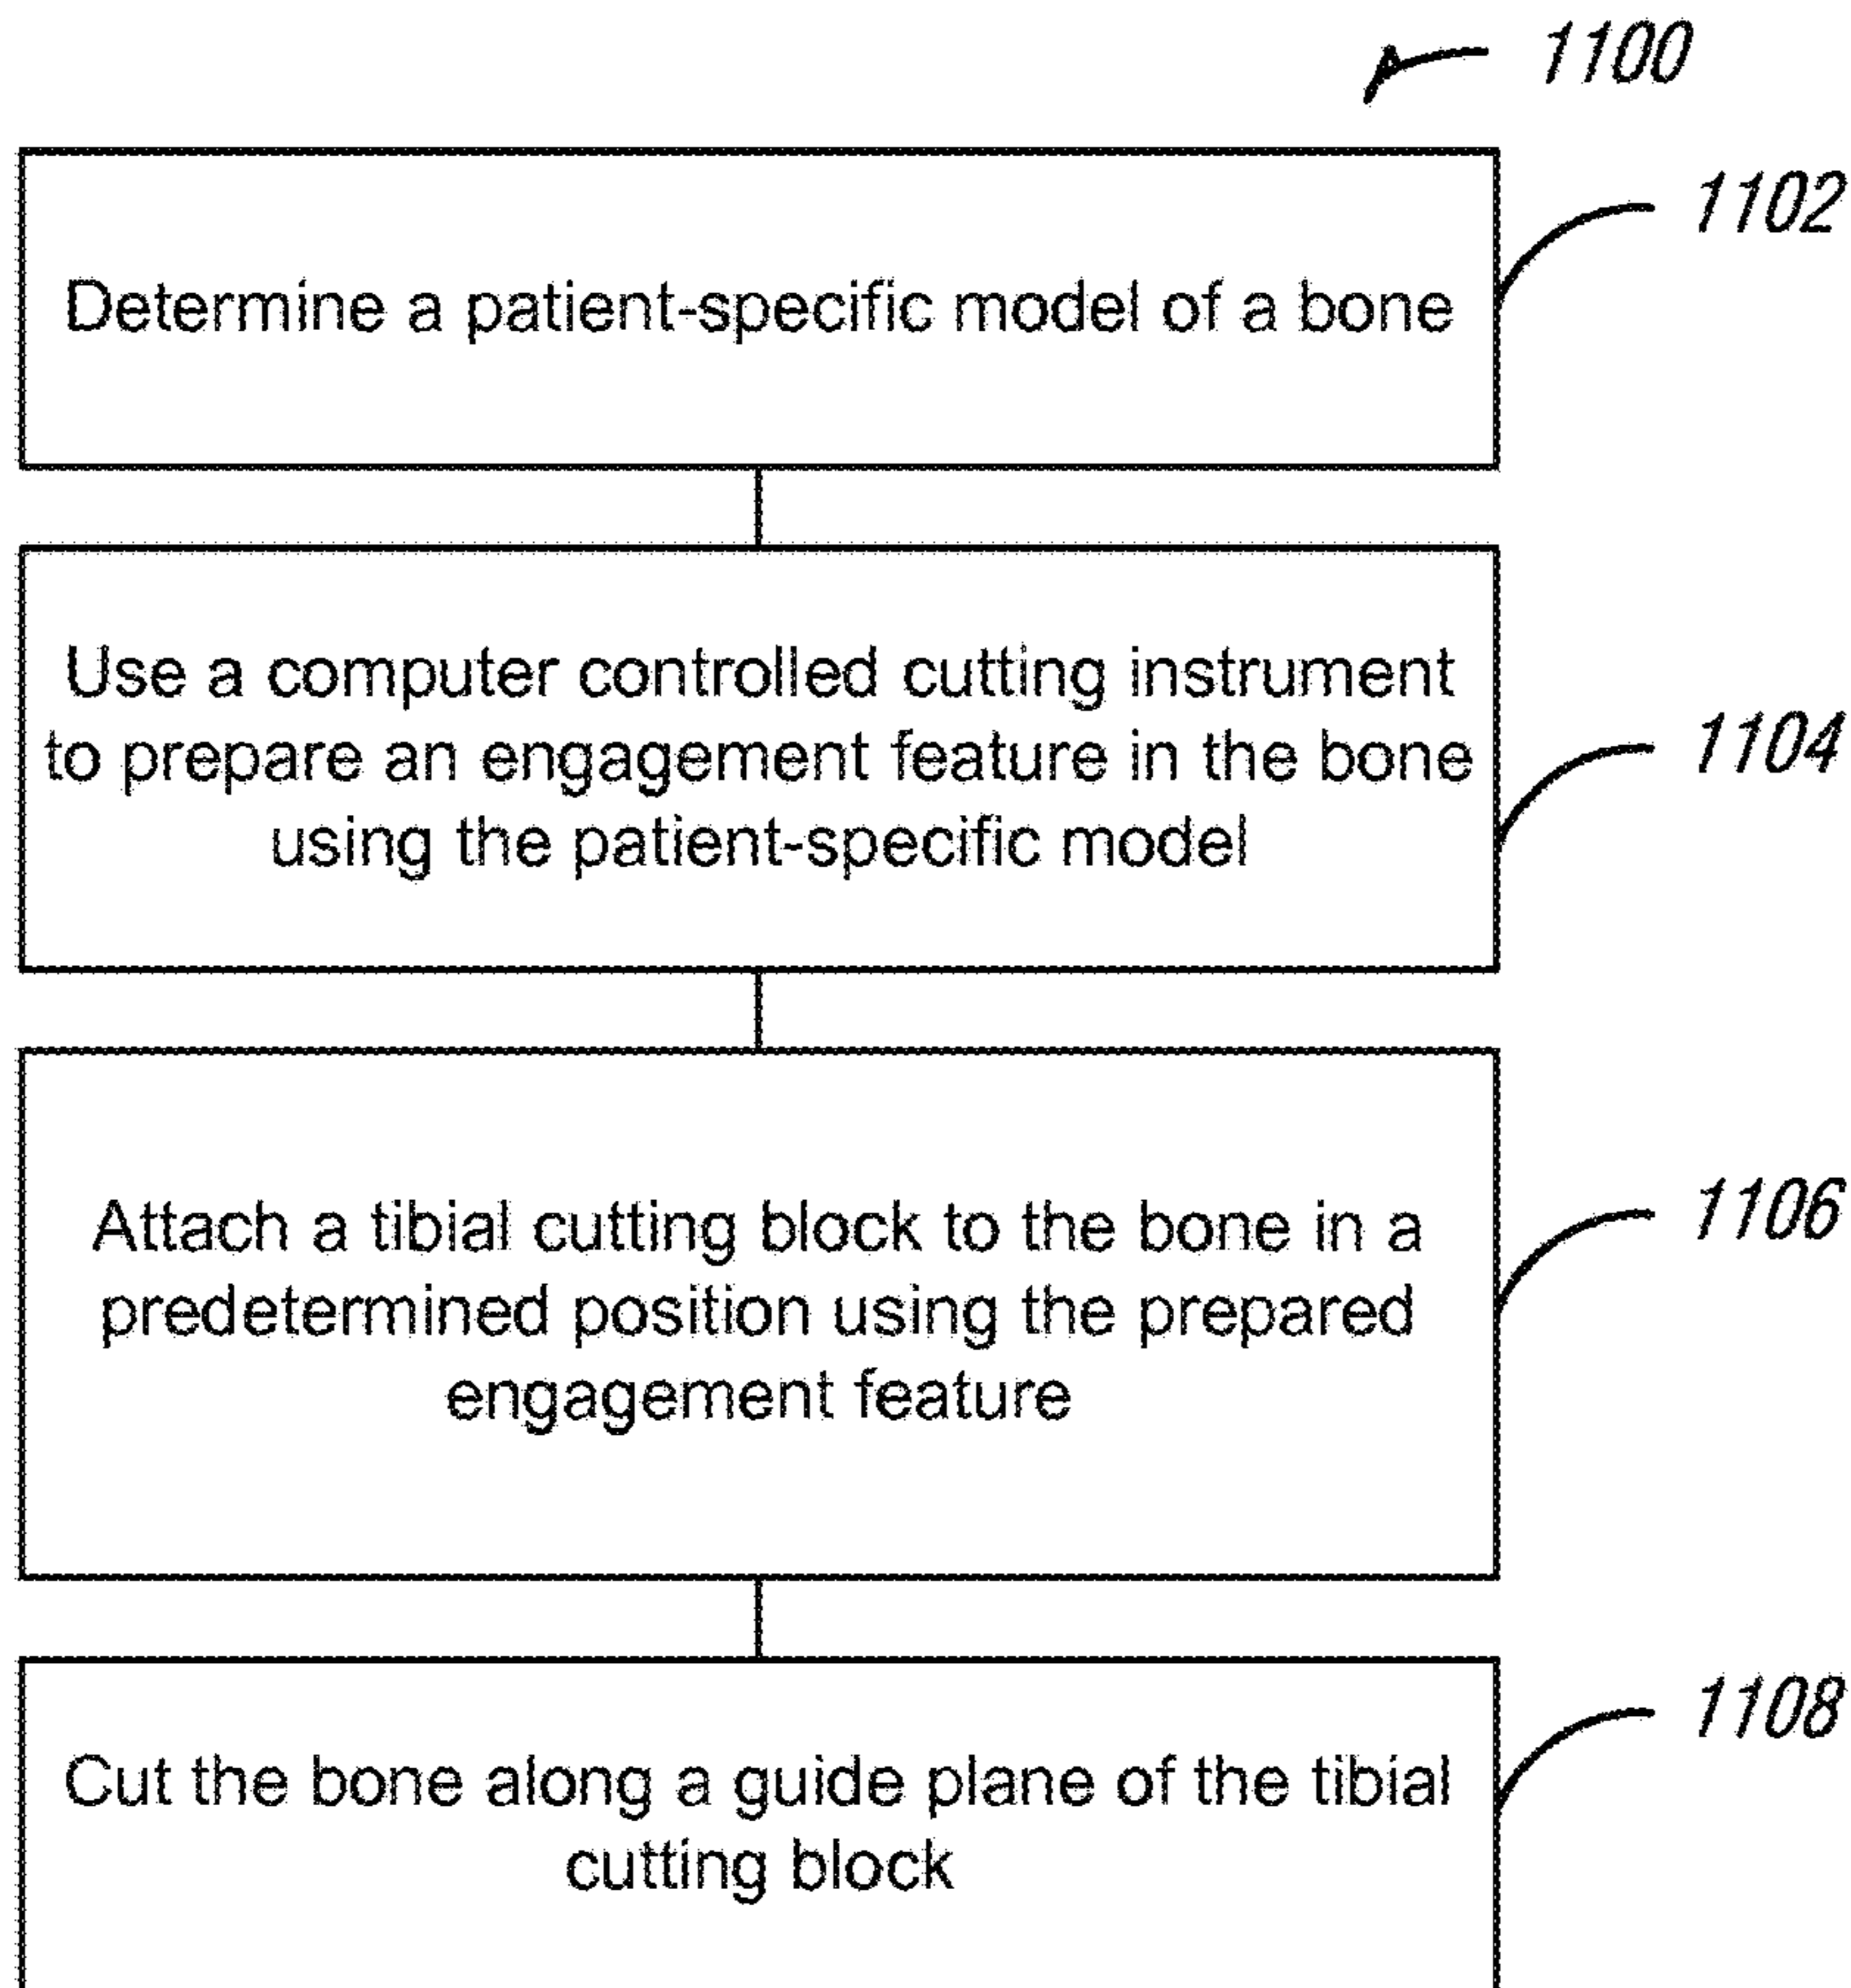 1100
1102
Determine a patient-specific model of a bone
Use a computer controlled cutting instrument
to prepare an engagement feature in the bone
1104
using the patient-specific model
Attach a tibial cutting block to the bone in a
1106
predetermined position using the prepared
engagement feature
1108
Cut the bone along a guide plane of the tibial
cutting block